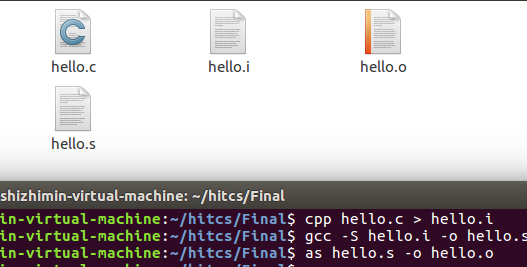 hello.c
hello.i
hello.o
hello.s
shizhimin-virtual-machine: ~/hitcs/Final
in-virtual-machine:~/hitcs/Final$ cpp hello.c > hello.i
in-virtual-machine:~/hitcs/Final$ gcc -S hello.i -o hello.s
in-virtual-machine:~/hitcs/Final$ as hello.s -o hello.o